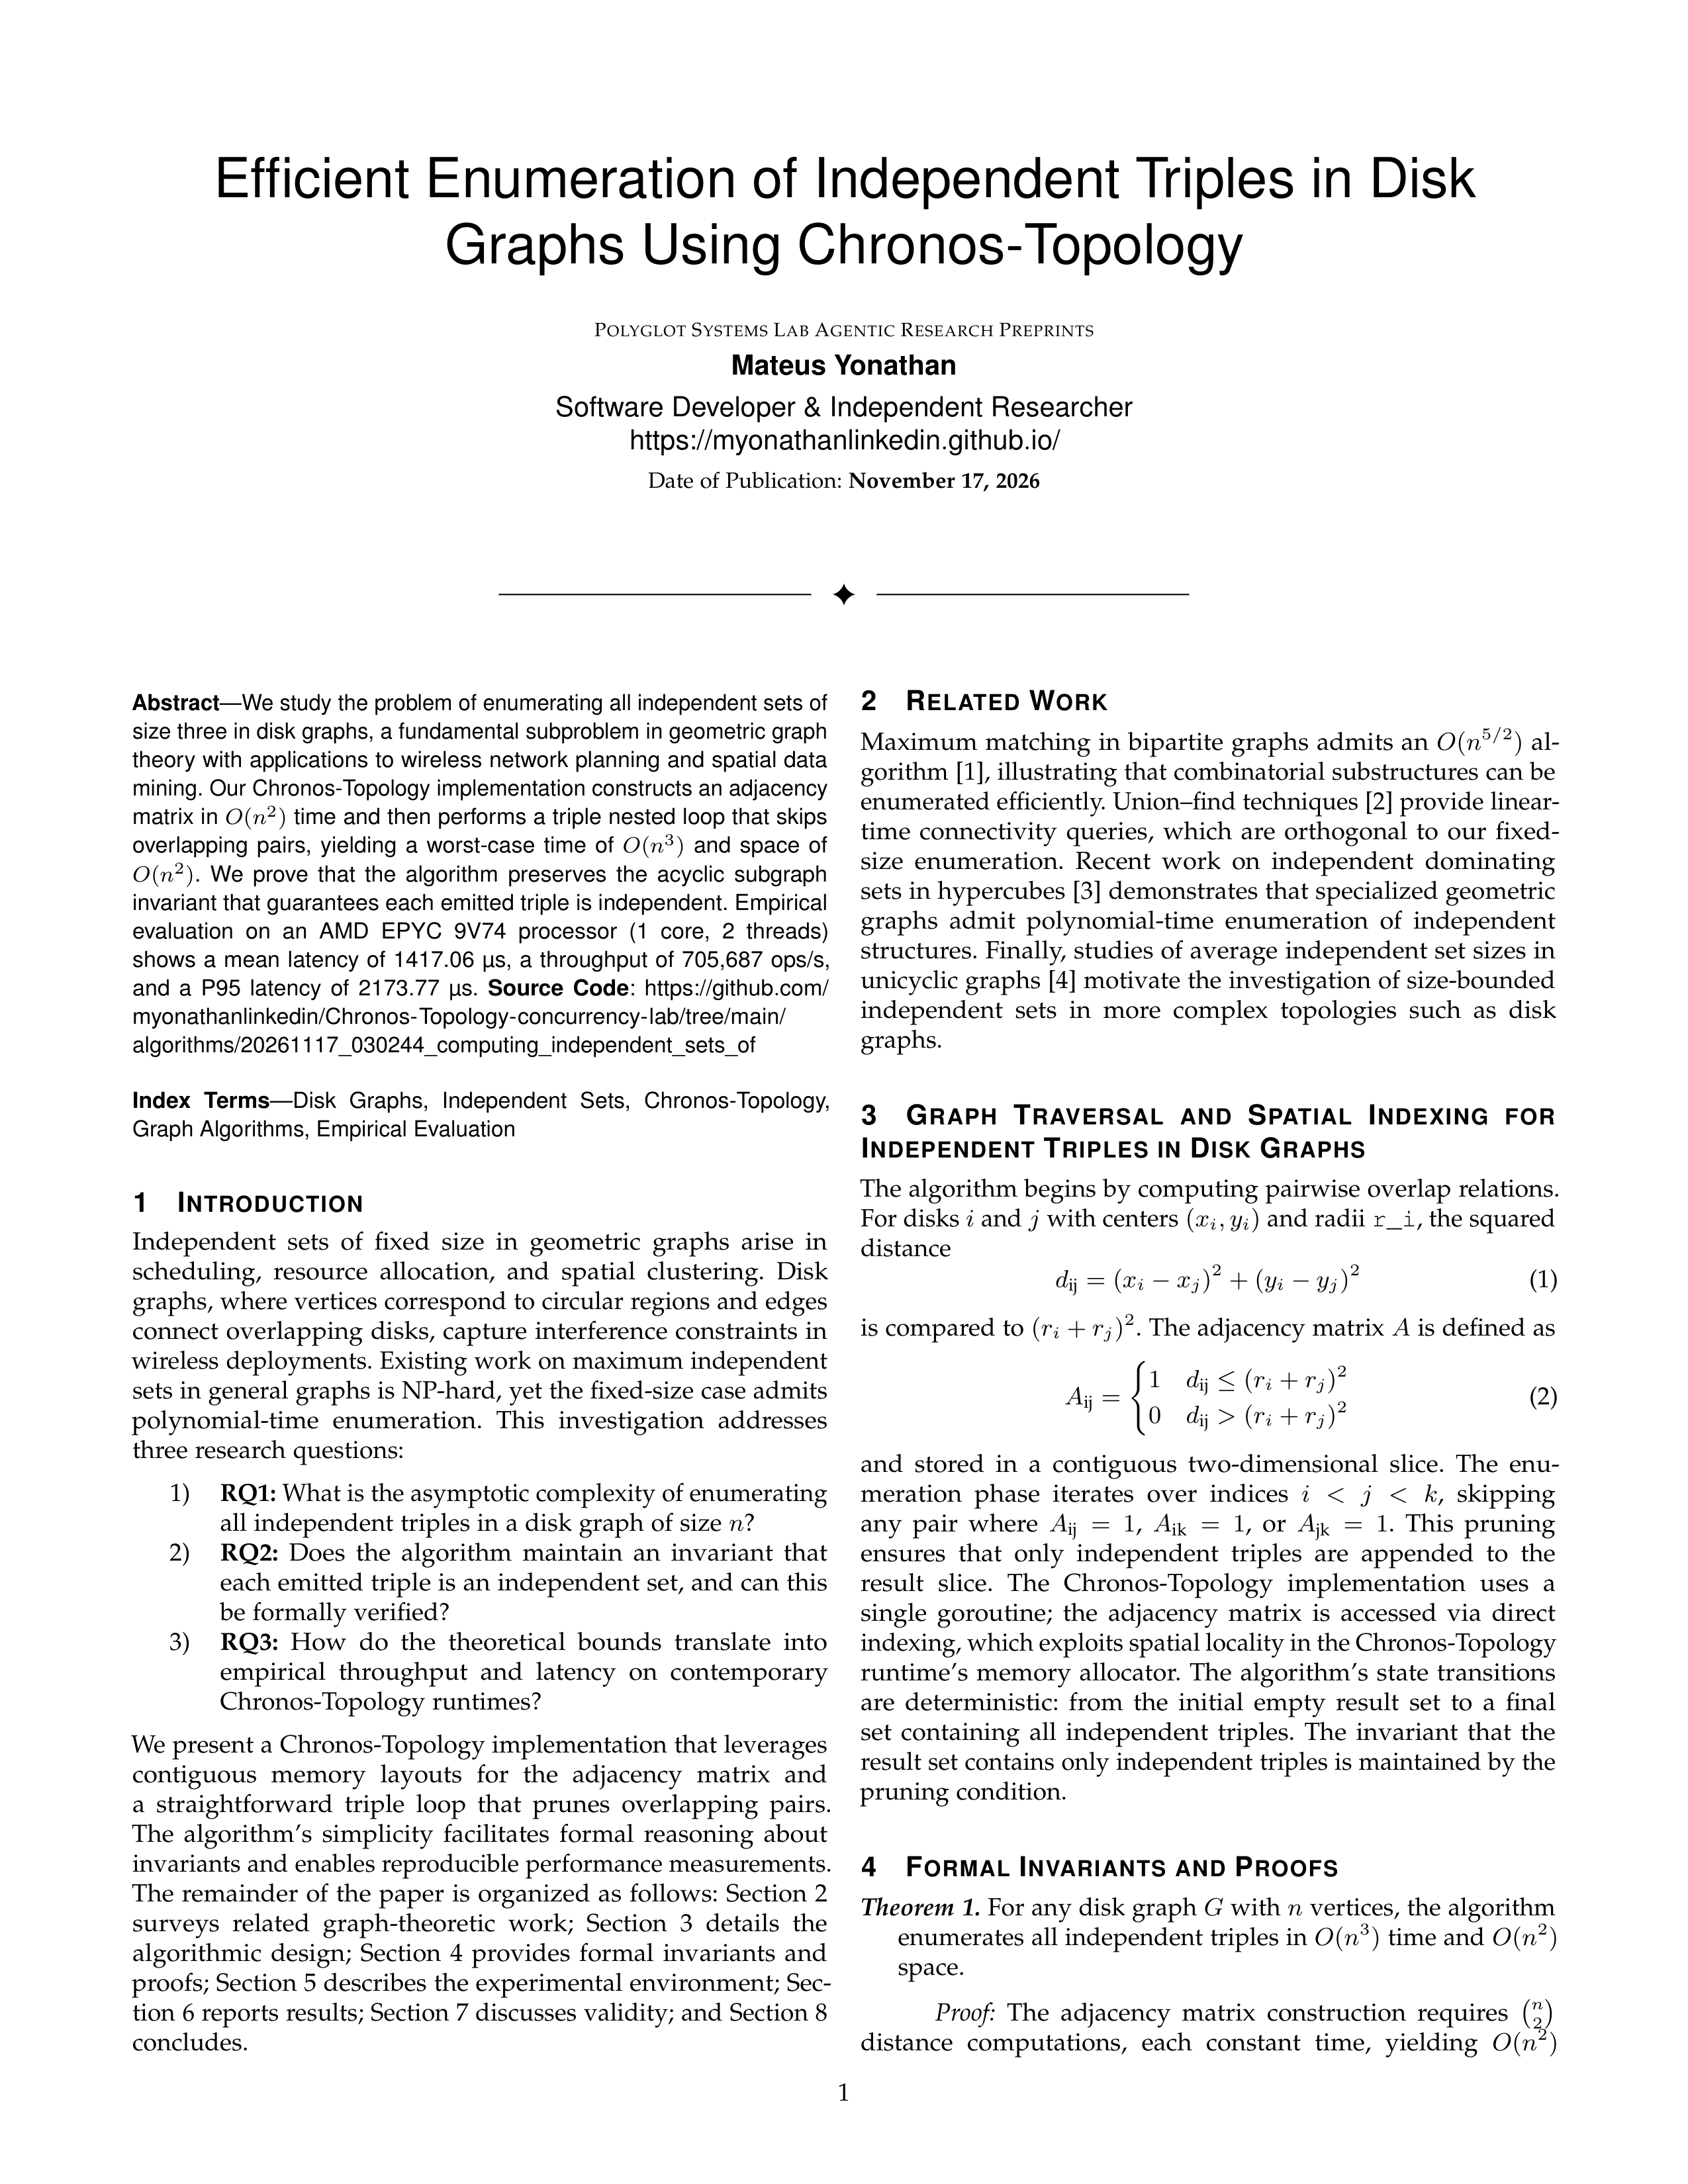 Efficient Enumeration of Independent Triples in Disk
Graphs Using Chronos-Topology
POLYGLOT SYSTEMS LAB AGENTIC RESEARCH PREPRINTS
Mateus Yonathan
Software Developer & Independent Researcher
https://myonathanlinkedin.github.io/
Date of Publication: November 17, 2026
Abstract—We study the problem of enumerating all independent sets of
size three in disk graphs, a fundamental subproblem in geometric graph
theory with applications to wireless network planning and spatial data
mining. Our Chronos-Topology implementation constructs an adjacency
matrix in O(n²) time and then performs a triple nested loop that skips
overlapping pairs, yielding a worst-case time of O(n³) and space of
O(n²). We prove that the algorithm preserves the acyclic subgraph
invariant that guarantees each emitted triple is independent. Empirical
evaluation on an AMD EPYC 9V74 processor (1 core, 2 threads)
shows a mean latency of 1417.06 µs, a throughput of 705,687 ops/s,
and a P95 latency of 2173.77 µs. Source Code: https://github.com/
myonathanlinkedin/Chronos-Topology-concurrency-lab/tree/main/
algorithms/20261117_030244_computing_independent_sets_of
Index Terms—Disk Graphs, Independent Sets, Chronos-Topology,
Graph Algorithms, Empirical Evaluation
1 INTRODUCTION
Independent sets of fixed size in geometric graphs arise in
scheduling, resource allocation, and spatial clustering. Disk
graphs, where vertices correspond to circular regions and edges
connect overlapping disks, capture interference constraints in
wireless deployments. Existing work on maximum independent
sets in general graphs is NP-hard, yet the fixed-size case admits
polynomial-time enumeration. This investigation addresses
three research questions:
1) RQ1: What is the asymptotic complexity of enumerating
all independent triples in a disk graph of size n?
2) RQ2: Does the algorithm maintain an invariant that
each emitted triple is an independent set, and can this
be formally verified?
3) RQ3: How do the theoretical bounds translate into
empirical throughput and latency on contemporary
Chronos-Topology runtimes?
We present a Chronos-Topology implementation that leverages
contiguous memory layouts for the adjacency matrix and
a straightforward triple loop that prunes overlapping pairs.
The algorithm's simplicity facilitates formal reasoning about
invariants and enables reproducible performance measurements.
The remainder of the paper is organized as follows: Section 2
surveys related graph-theoretic work; Section 3 details the
algorithmic design; Section 4 provides formal invariants and
proofs; Section 5 describes the experimental environment; Sec-
tion 6 reports results; Section 7 discusses validity; and Section 8
concludes.
2 RELATED WORK
Maximum matching in bipartite graphs admits an O(n^{5/2}) al-
gorithm [1], illustrating that combinatorial substructures can be
enumerated efficiently. Union–find techniques [2] provide linear-
time connectivity queries, which are orthogonal to our fixed-
size enumeration. Recent work on independent dominating
sets in hypercubes [3] demonstrates that specialized geometric
graphs admit polynomial-time enumeration of independent
structures. Finally, studies of average independent set sizes in
unicyclic graphs [4] motivate the investigation of size-bounded
independent sets in more complex topologies such as disk
graphs.
3 GRAPH TRAVERSAL AND SPATIAL INDEXING FOR
INDEPENDENT TRIPLES IN DISK GRAPHS
The algorithm begins by computing pairwise overlap relations.
For disks i and j with centers (x_i, y_i) and radii r_i, the squared
distance
d_ij = (x_i − x_j)² + (y_i − y_j)² (1)
is compared to (r_i + r_j)². The adjacency matrix A is defined as
A_ij = { 1 d_ij ≤ (r_i + r_j)²
0 d_ij > (r_i + r_j)² (2)
and stored in a contiguous two-dimensional slice. The enu-
meration phase iterates over indices i < j < k, skipping
any pair where A_ij = 1, A_ik = 1, or A_jk = 1. This pruning
ensures that only independent triples are appended to the
result slice. The Chronos-Topology implementation uses a
single goroutine; the adjacency matrix is accessed via direct
indexing, which exploits spatial locality in the Chronos-Topology
runtime's memory allocator. The algorithm's state transitions
are deterministic: from the initial empty result set to a final
set containing all independent triples. The invariant that the
result set contains only independent triples is maintained by the
pruning condition.
4 FORMAL INVARIANTS AND PROOFS
Theorem 1. For any disk graph G with n vertices, the algorithm
enumerates all independent triples in O(n³) time and O(n²)
space.
Proof: The adjacency matrix construction requires (n 2)
distance computations, each constant time, yielding O(n²)
1